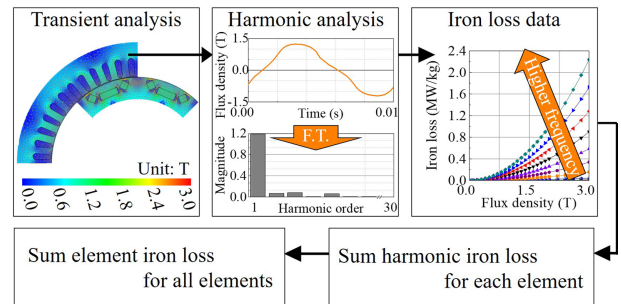 Transient analysis
Unit: T
0.0
0.6
1.2
1.8
2.4
3.0
Harmonic analysis
Flux density (T)
1.5
0.0
-1.5
0.0
0.01
Time (s)
F.T.
Magnitude
1.2
0.8
0.4
0.0
1
30
Harmonic order
Iron loss data
Iron loss (MW/kg)
2.4
2.0
1.6
1.2
0.8
0.4
0.0
Higher frequency
0.0
1.5
3.0
Flux density (T)
Sum element iron loss
for all elements
Sum harmonic iron loss
for each element